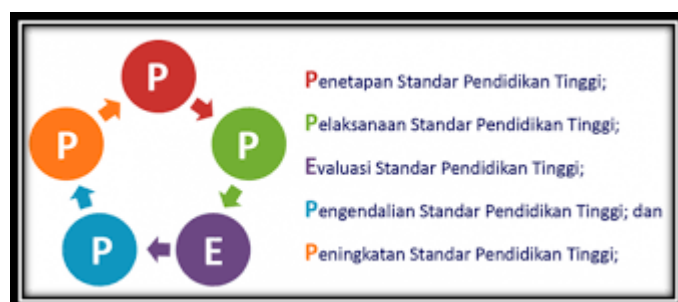 P
P
E
P
P
Penetapan Standar Pendidikan Tinggi;
Pelaksanaan Standar Pendidikan Tinggi;
Evaluasi Standar Pendidikan Tinggi;
Pengendalian Standar Pendidikan Tinggi; dan
Peningkatan Standar Pendidikan Tinggi;